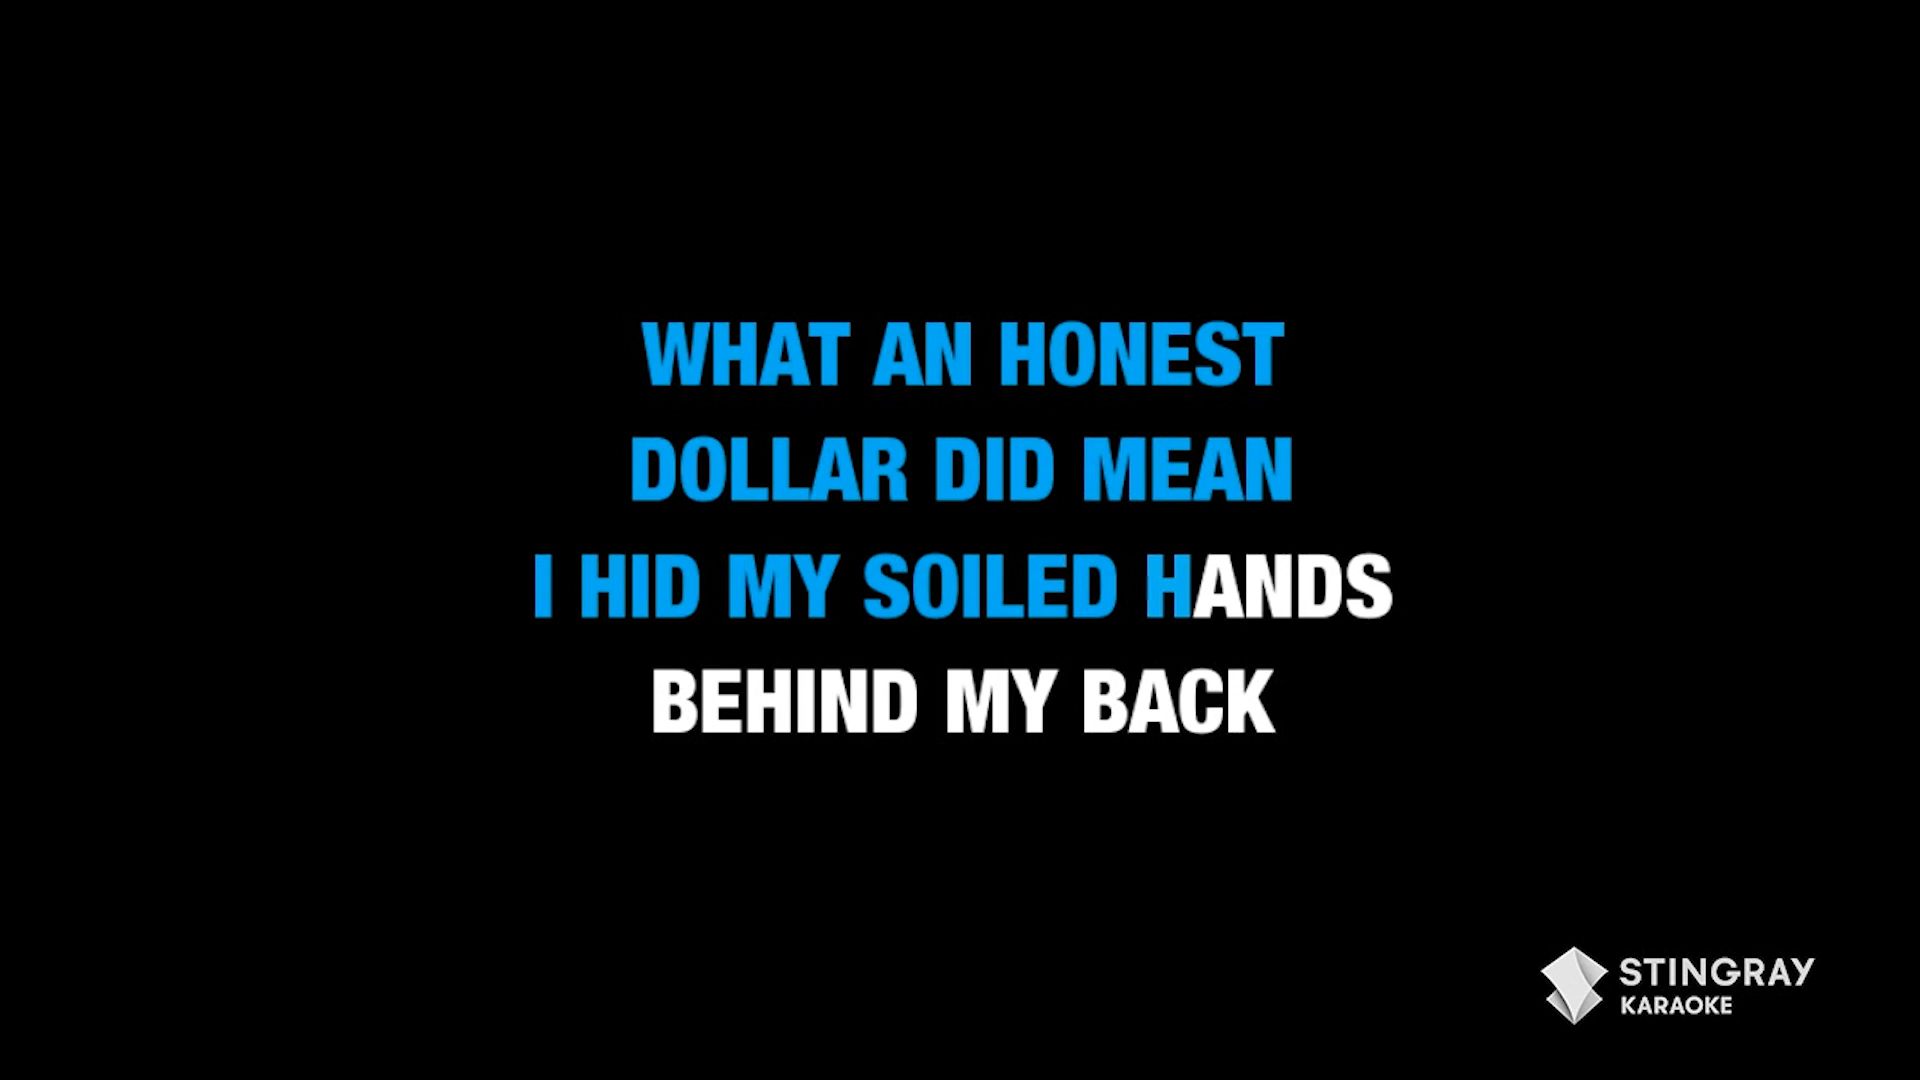 WHAT AN HONEST
DOLLAR DID MEAN
I HID MY SOILED HANDS
BEHIND MY BACK
STINGRAY
KARAOKE